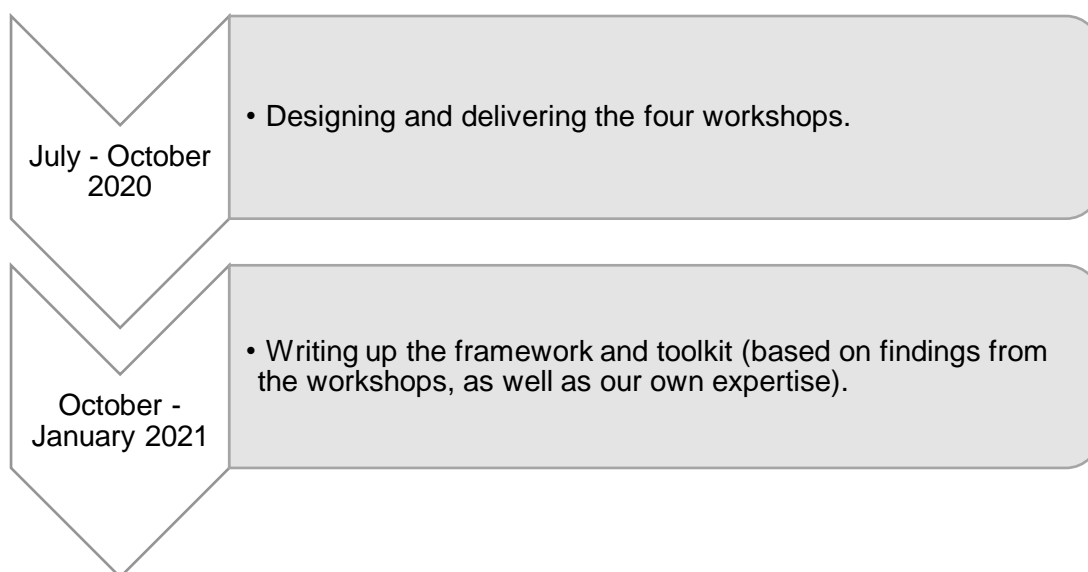 July - October
2020
• Designing and delivering the four workshops.
October -
January 2021
• Writing up the framework and toolkit (based on findings from
the workshops, as well as our own expertise).